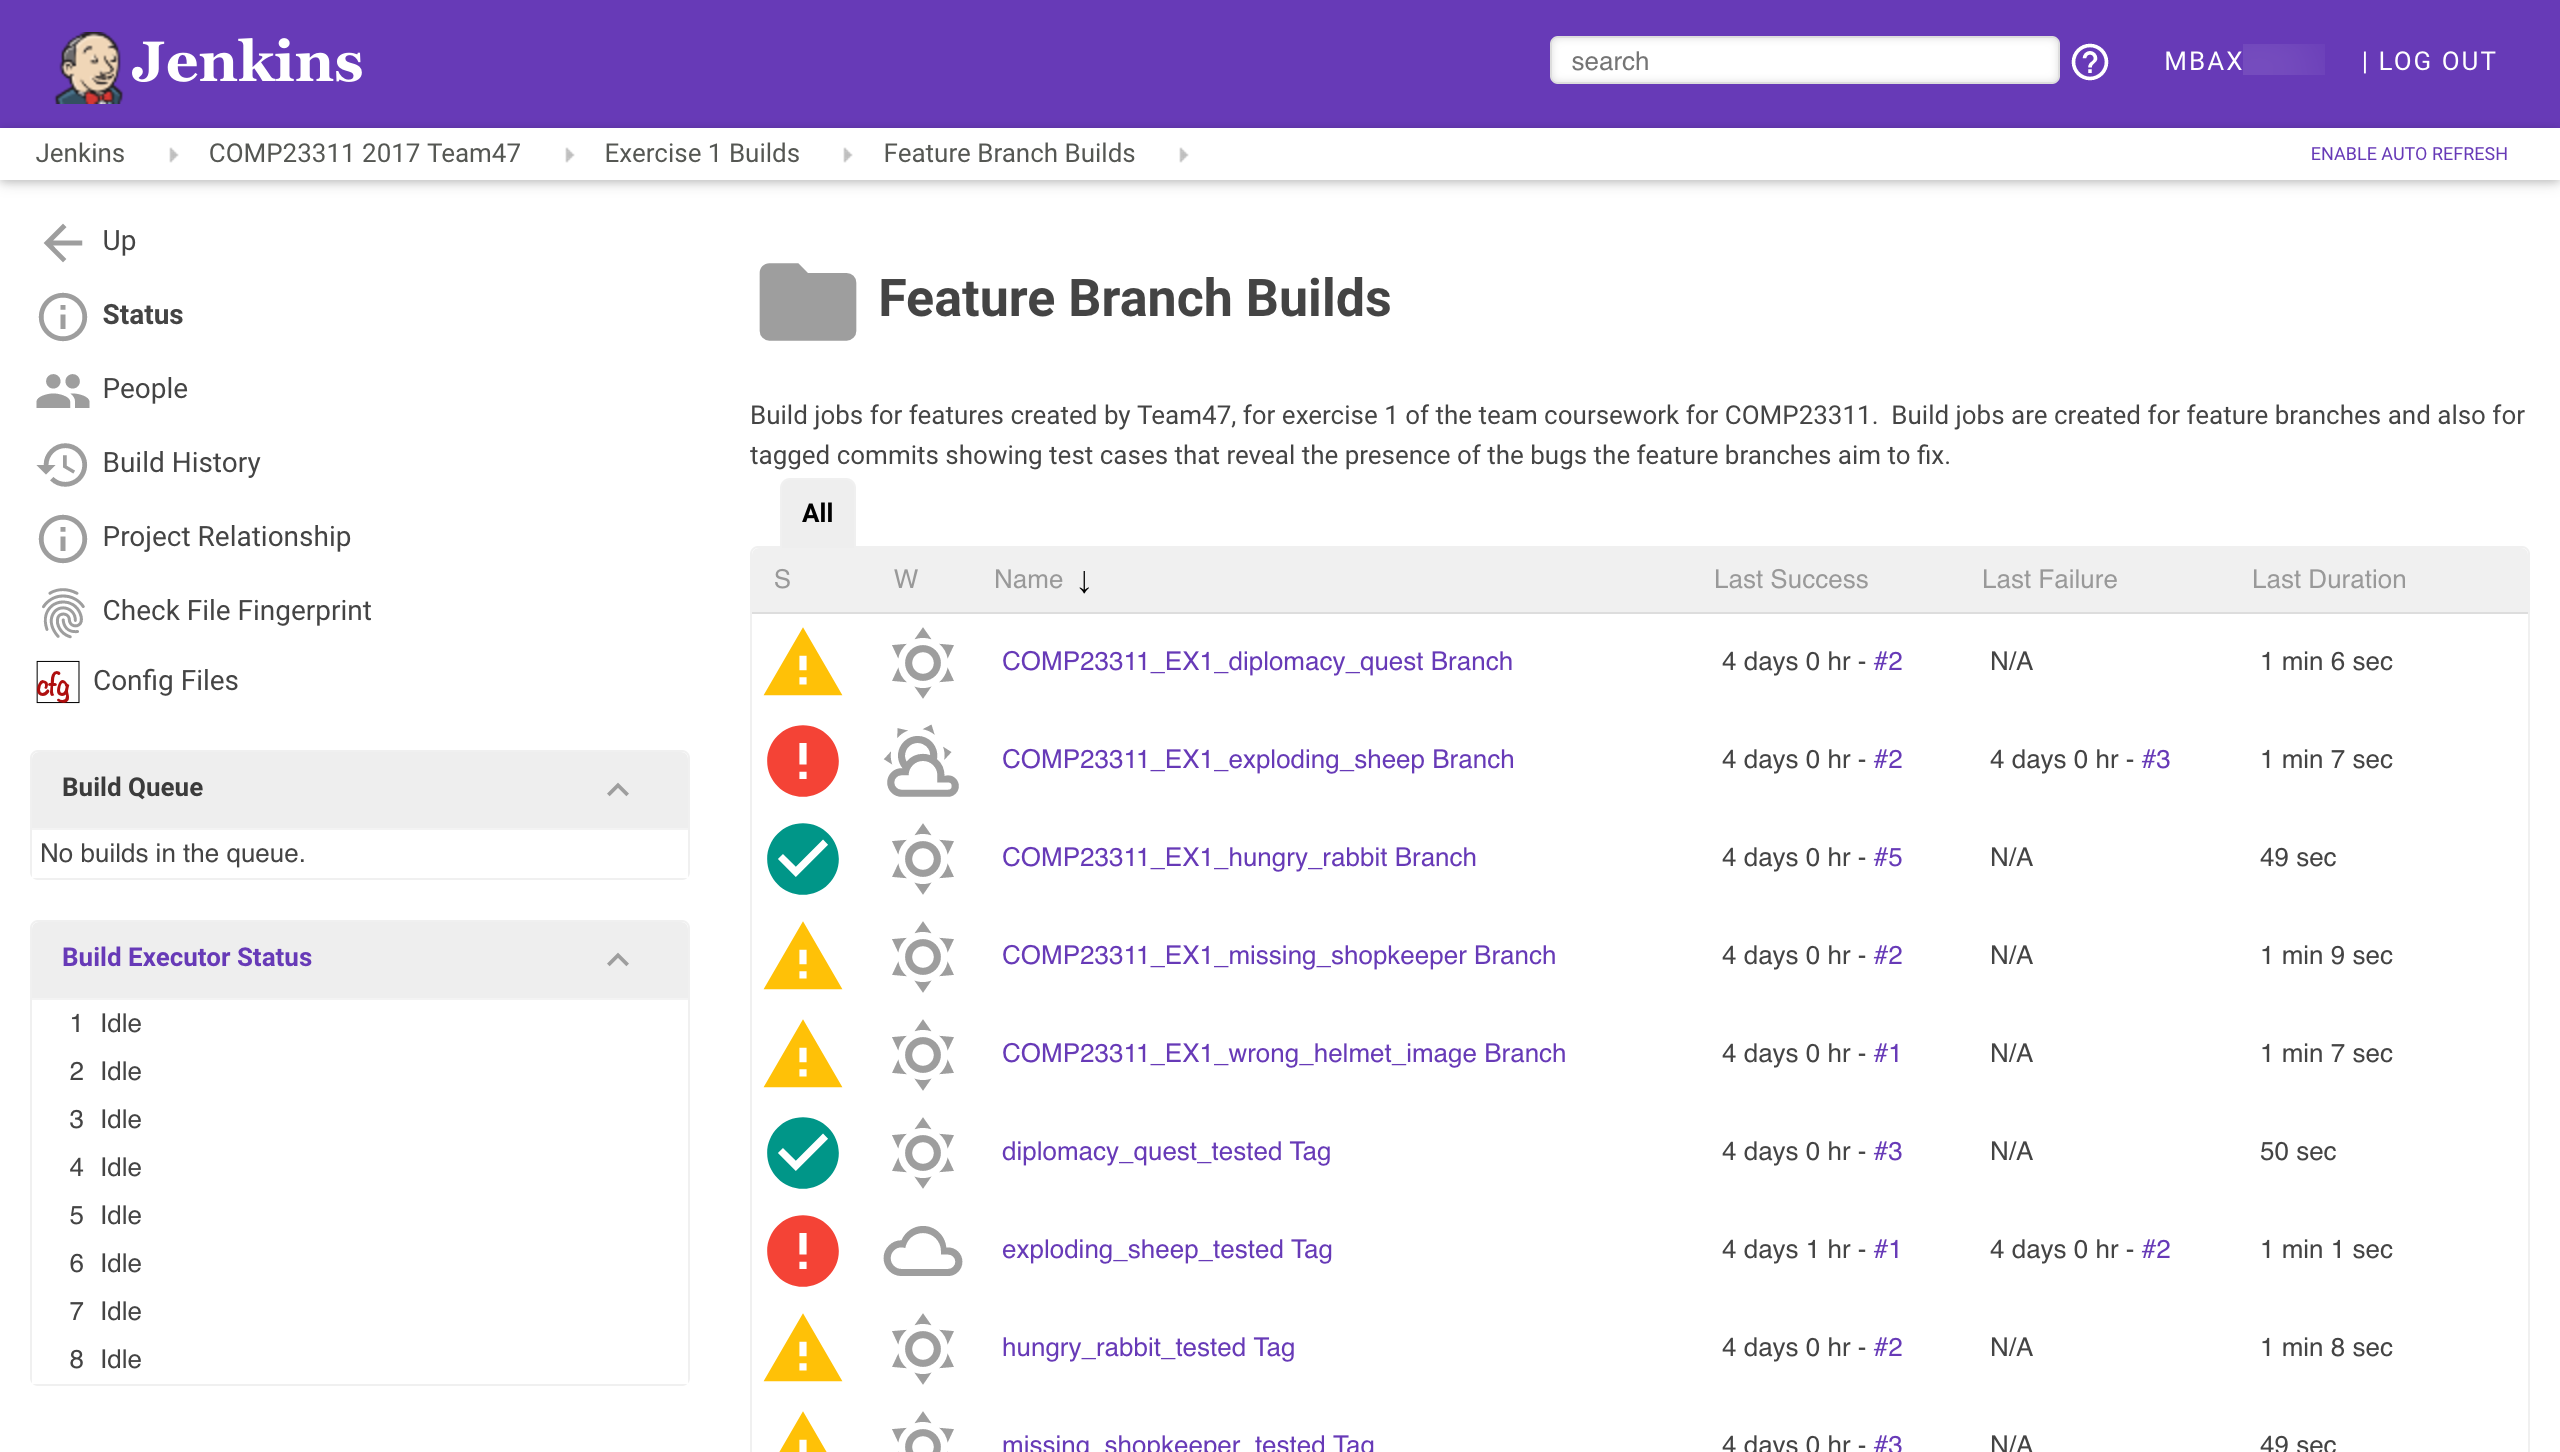 Jenkins
search
MBAX
| LOG OUT
Jenkins COMP23311 2017 Team47 Exercise 1 Builds Feature Branch Builds
ENABLE AUTO REFRESH
Up
Status
People
Build History
Project Relationship
Check File Fingerprint
cfg Config Files
Build Queue
No builds in the queue.
Build Executor Status
1 Idle
2 Idle
3 Idle
4 Idle
5 Idle
6 Idle
7 Idle
8 Idle
Feature Branch Builds
Build jobs for features created by Team47, for exercise 1 of the team coursework for COMP23311.  Build jobs are created for feature branches and also for
tagged commits showing test cases that reveal the presence of the bugs the feature branches aim to fix.
All
S W Name ↓ Last Success Last Failure Last Duration
COMP23311_EX1_diplomacy_quest Branch 4 days 0 hr - #2 N/A 1 min 6 sec
COMP23311_EX1_exploding_sheep Branch 4 days 0 hr - #2 4 days 0 hr - #3 1 min 7 sec
COMP23311_EX1_hungry_rabbit Branch 4 days 0 hr - #5 N/A 49 sec
COMP23311_EX1_missing_shopkeeper Branch 4 days 0 hr - #2 N/A 1 min 9 sec
COMP23311_EX1_wrong_helmet_image Branch 4 days 0 hr - #1 N/A 1 min 7 sec
diplomacy_quest_tested Tag 4 days 0 hr - #3 N/A 50 sec
exploding_sheep_tested Tag 4 days 1 hr - #1 4 days 0 hr - #2 1 min 1 sec
hungry_rabbit_tested Tag 4 days 0 hr - #2 N/A 1 min 8 sec
missing_shopkeeper_tested Tag 4 days 0 hr - #3 N/A 49 sec